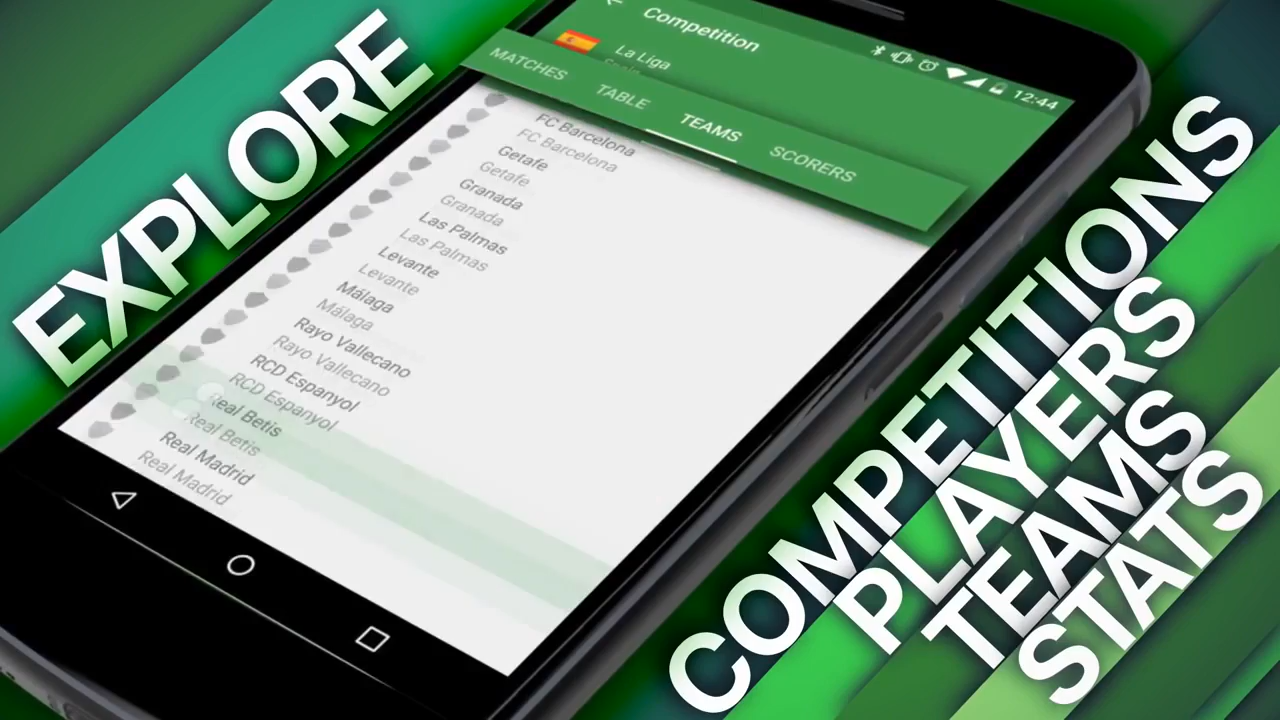 EXPLORE
Competition
12:44
La Liga
Spain
MATCHES
TABLE
TEAMS
SCORERS
FC Barcelona
FC Barcelona
Getafe
Getafe
Granada
Granada
Las Palmas
Las Palmas
Levante
Levante
Málaga
Málaga
Rayo Vallecano
Rayo Vallecano
RCD Espanyol
RCD Espanyol
Real Betis
Real Betis
Real Madrid
Real Madrid
COMPETITIONS
PLAYERS
TEAMS
STATS